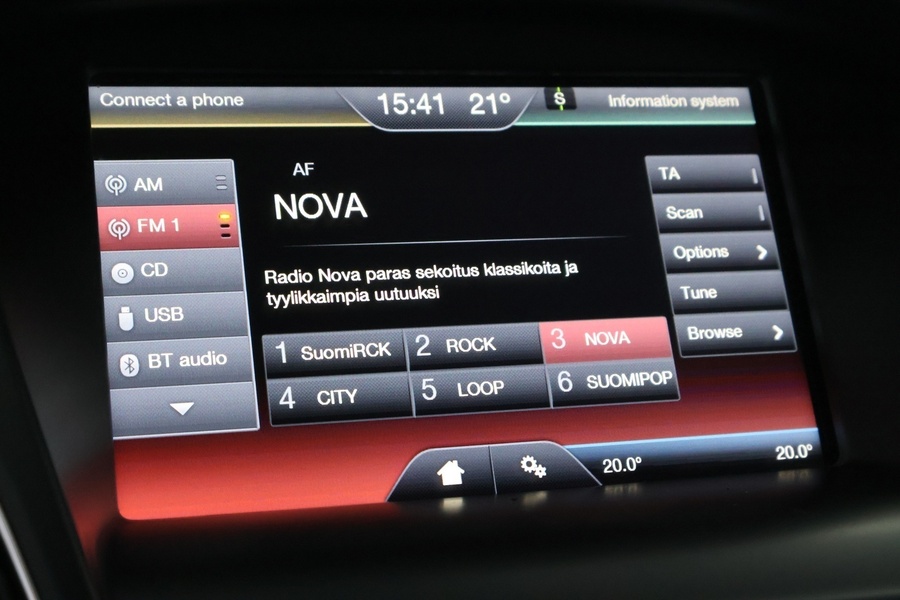 Connect a phone
15:41 21°
Information system
AM
FM 1
CD
USB
BT audio
AF
NOVA
Radio Nova paras sekoitus klassikoita ja
tyylikkäimpia uutuuksi
1 SuomiRCK
2 ROCK
3 NOVA
4 CITY
5 LOOP
6 SUOMIPOP
TA
Scan
Options
Tune
Browse
20.0°
20.0°